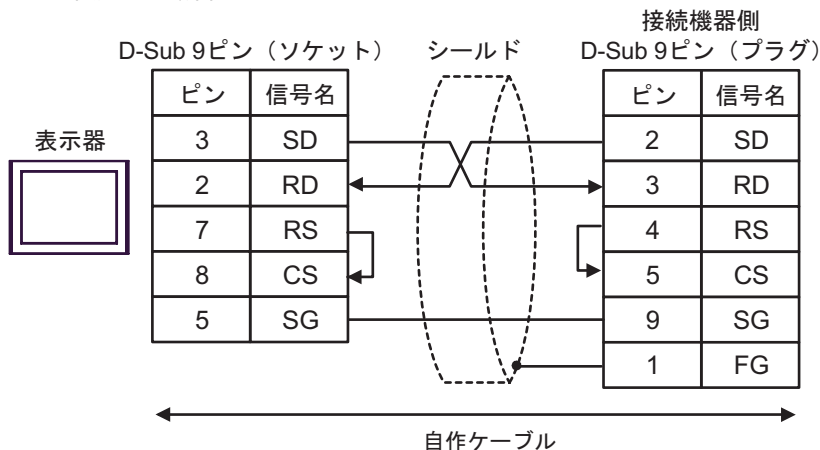 接続機器側
D-Sub 9ピン（ソケット） シールド D-Sub 9ピン（プラグ）
ピン 信号名 ピン 信号名
表示器
3 SD 2 SD
2 RD 3 RD
7 RS 4 RS
8 CS 5 CS
5 SG 9 SG
1 FG
自作ケーブル